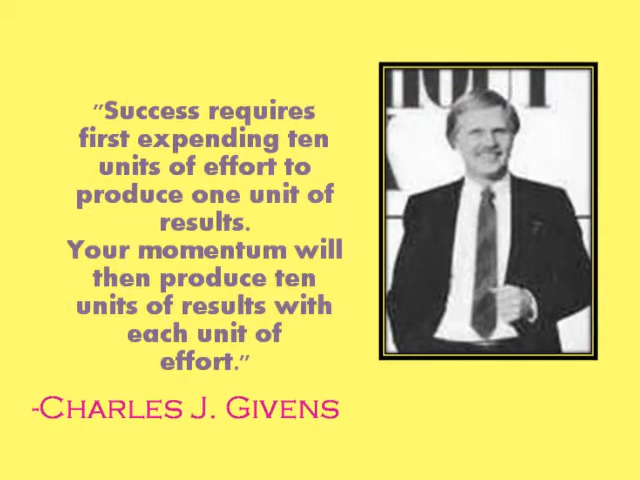 "Success requires
first expending ten
units of effort to
produce one unit of
results.
Your momentum will
then produce ten
units of results with
each unit of
effort."
-Charles J. Givens